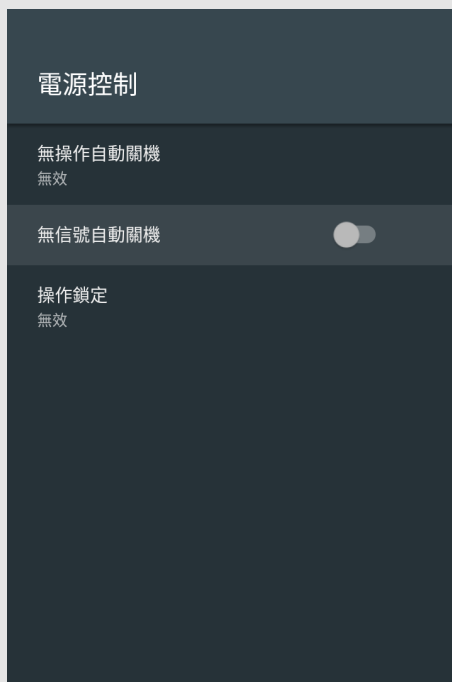 電源控制
無操作自動關機
無效
無信號自動關機
操作鎖定
無效